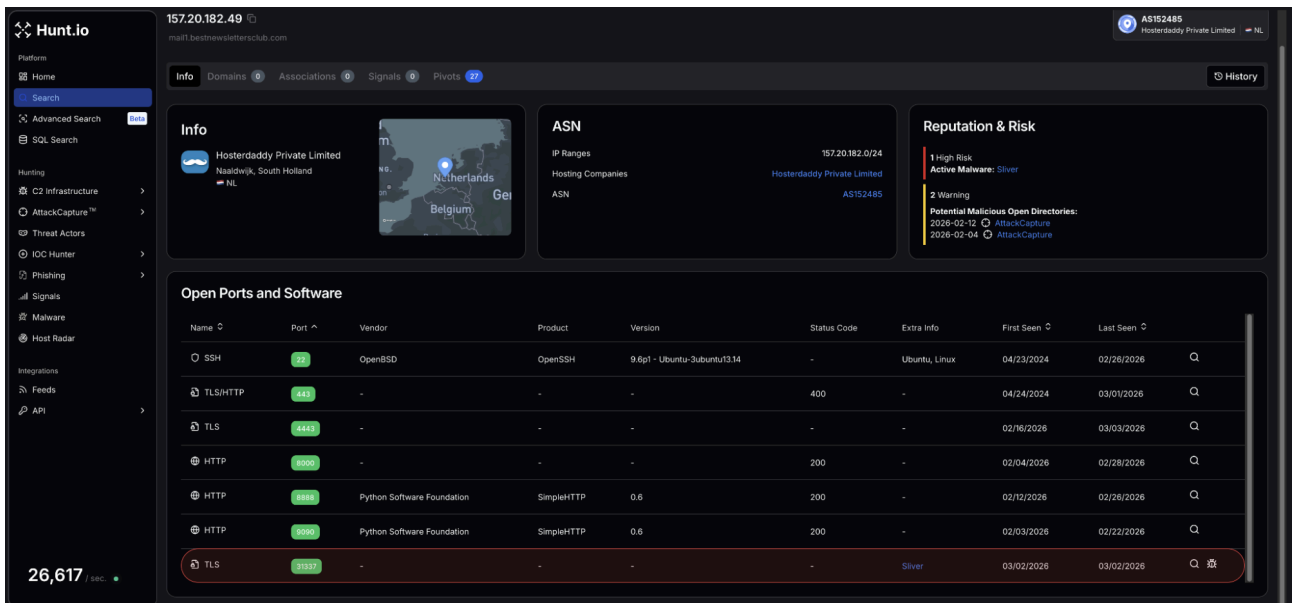 Hunt.io
157.20.182.49
mail1.bestnewslettersclub.com
AS152485
Hosterdaddy Private Limited NL
Platform
Home
Search
Advanced Search Beta
SQL Search
Hunting
C2 Infrastructure
AttackCapture™
Threat Actors
IOC Hunter
Phishing
Signals
Malware
Host Radar
Integrations
Feeds
API
26,617 / sec.
Info Domains 0 Associations 0 Signals 0 Pivots 27 History
Info
Hosterdaddy Private Limited
Naaldwijk, South Holland
NL
Netherlands
Belgium
Ger
ASN
IP Ranges 157.20.182.0/24
Hosting Companies Hosterdaddy Private Limited
ASN AS152485
Reputation & Risk
1 High Risk
Active Malware: Sliver
2 Warning
Potential Malicious Open Directories:
2026-02-12 AttackCapture
2026-02-04 AttackCapture
Open Ports and Software
Name Port Vendor Product Version Status Code Extra Info First Seen Last Seen
SSH 22 OpenBSD OpenSSH 9.6p1 - Ubuntu-3ubuntu13.14 - Ubuntu, Linux 04/23/2024 02/26/2026
TLS/HTTP 443 - - - 400 - 04/24/2024 03/01/2026
TLS 4443 - - - - - 02/16/2026 03/03/2026
HTTP 8000 - - - 200 - 02/04/2026 02/28/2026
HTTP 8888 Python Software Foundation SimpleHTTP 0.6 200 - 02/12/2026 02/26/2026
HTTP 9090 Python Software Foundation SimpleHTTP 0.6 200 - 02/03/2026 02/22/2026
TLS 31337 - - - - Sliver 03/02/2026 03/02/2026